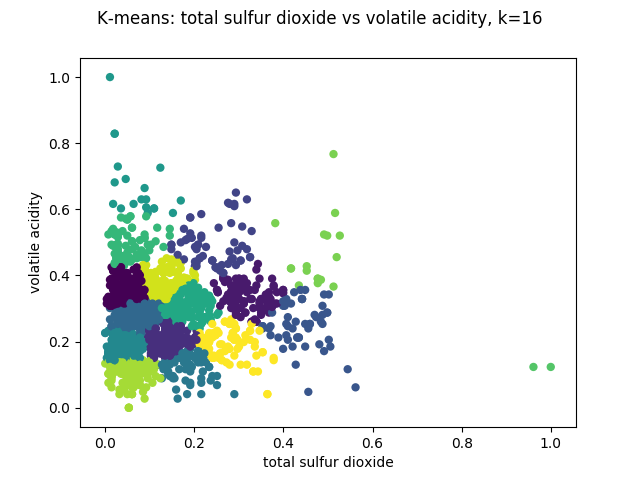 K-means: total sulfur dioxide vs volatile acidity, k=16
1.0
0.8
0.6
0.4
0.2
0.0
volatile acidity
0.0 0.2 0.4 0.6 0.8 1.0
total sulfur dioxide